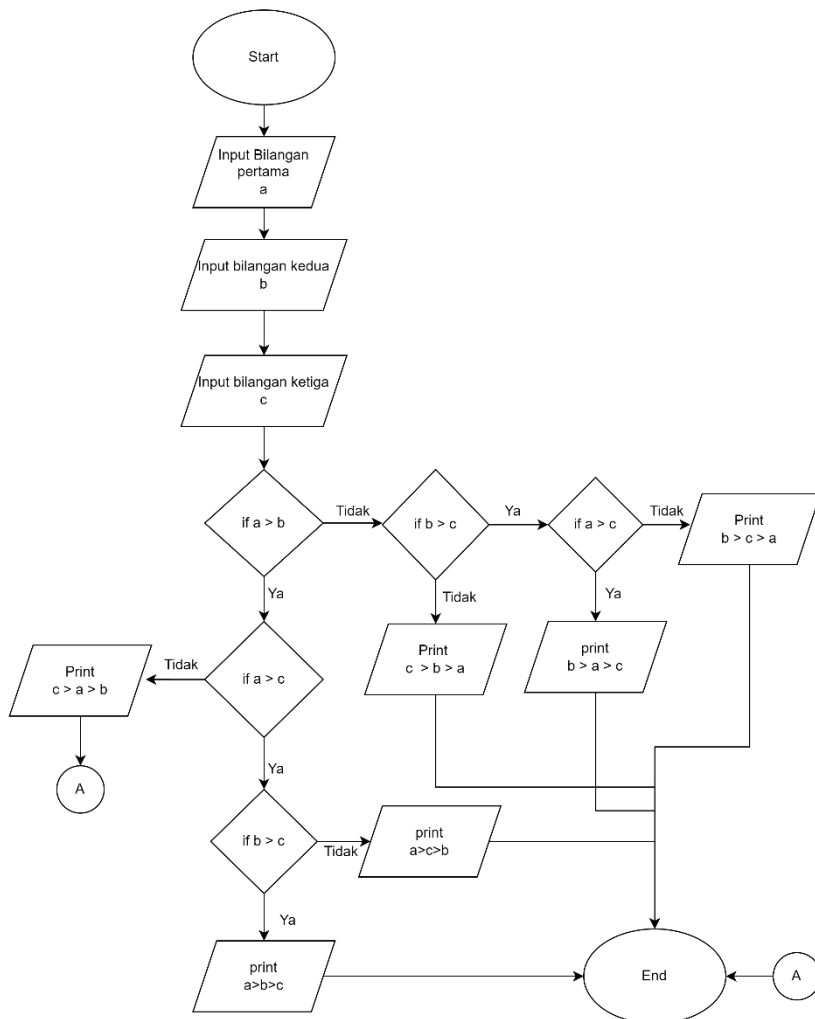 Start
Input Bilangan
pertama
a
Input bilangan kedua
b
Input bilangan ketiga
c
if a > b
Tidak
if b > c
Ya
if a > c
Tidak
Print
b > c > a
Ya
Tidak
Ya
Print
c > a > b
Tidak
if a > c
Print
c > b > a
print
b > a > c
A
Ya
if b > c
Tidak
print
a>c>b
Ya
print
a>b>c
End
A